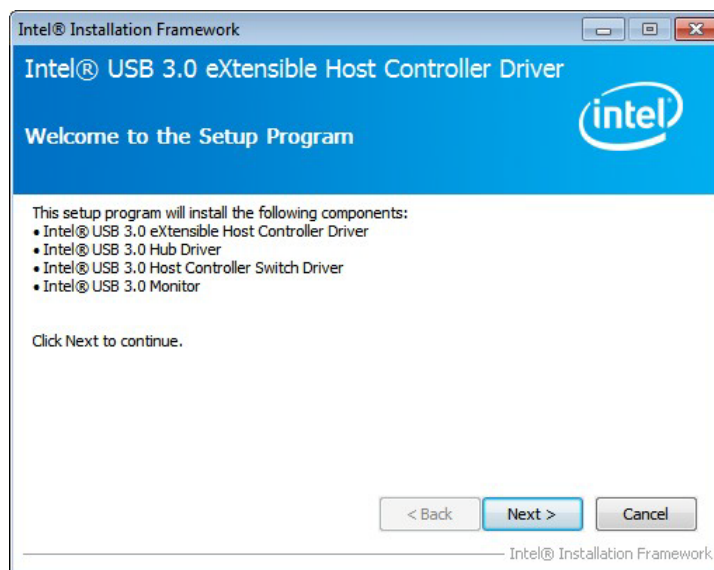 Intel® Installation Framework
Intel® USB 3.0 eXtensible Host Controller Driver
intel
Welcome to the Setup Program
This setup program will install the following components:
• Intel® USB 3.0 eXtensible Host Controller Driver
• Intel® USB 3.0 Hub Driver
• Intel® USB 3.0 Host Controller Switch Driver
• Intel® USB 3.0 Monitor
Click Next to continue.
< Back Next > Cancel
Intel® Installation Framework